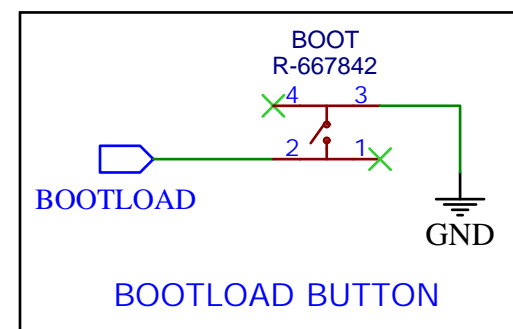 BOOT
R-667842
4 3
2 1
BOOTLOAD
GND
BOOTLOAD BUTTON